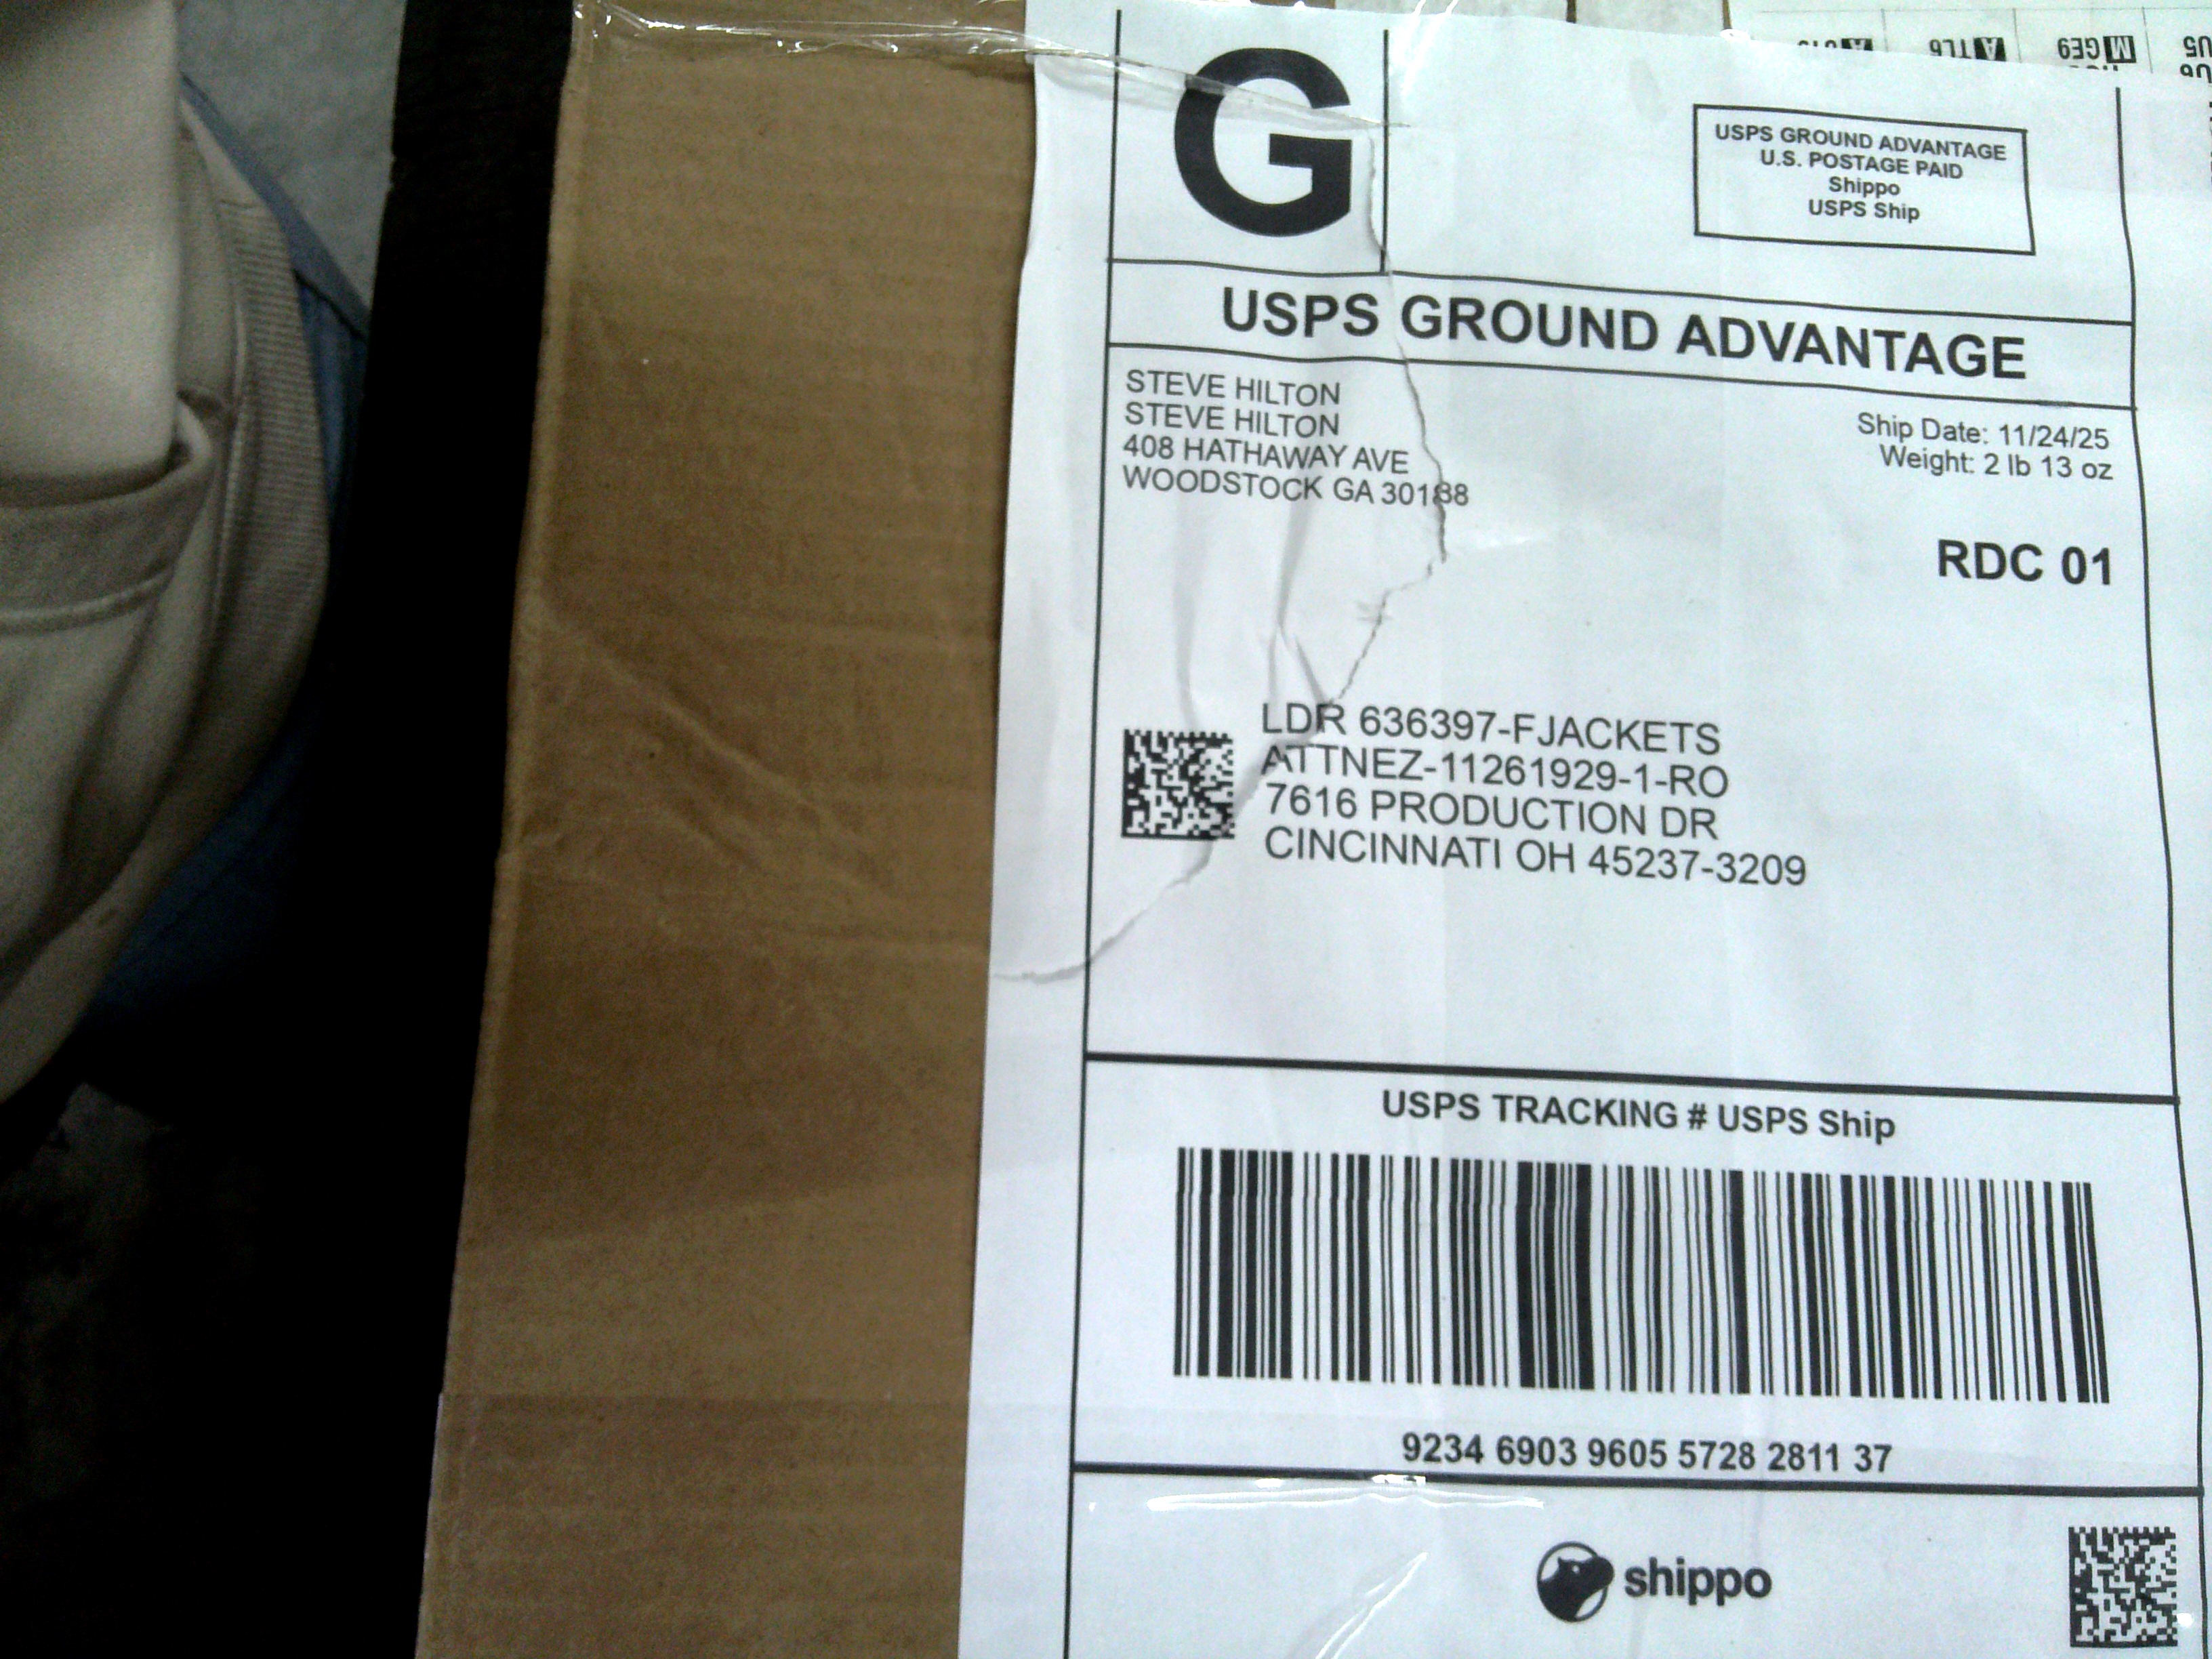 G
USPS GROUND ADVANTAGE
U.S. POSTAGE PAID
Shippo
USPS Ship
USPS GROUND ADVANTAGE
STEVE HILTON
STEVE HILTON
408 HATHAWAY AVE
WOODSTOCK GA 30188
Ship Date: 11/24/25
Weight: 2 lb 13 oz
RDC 01
LDR 636397-FJACKETS
ATTNEZ-11261929-1-RO
7616 PRODUCTION DR
CINCINNATI OH 45237-3209
USPS TRACKING # USPS Ship
9234 6903 9605 5728 2811 37
shippo
A TL6
M GE9